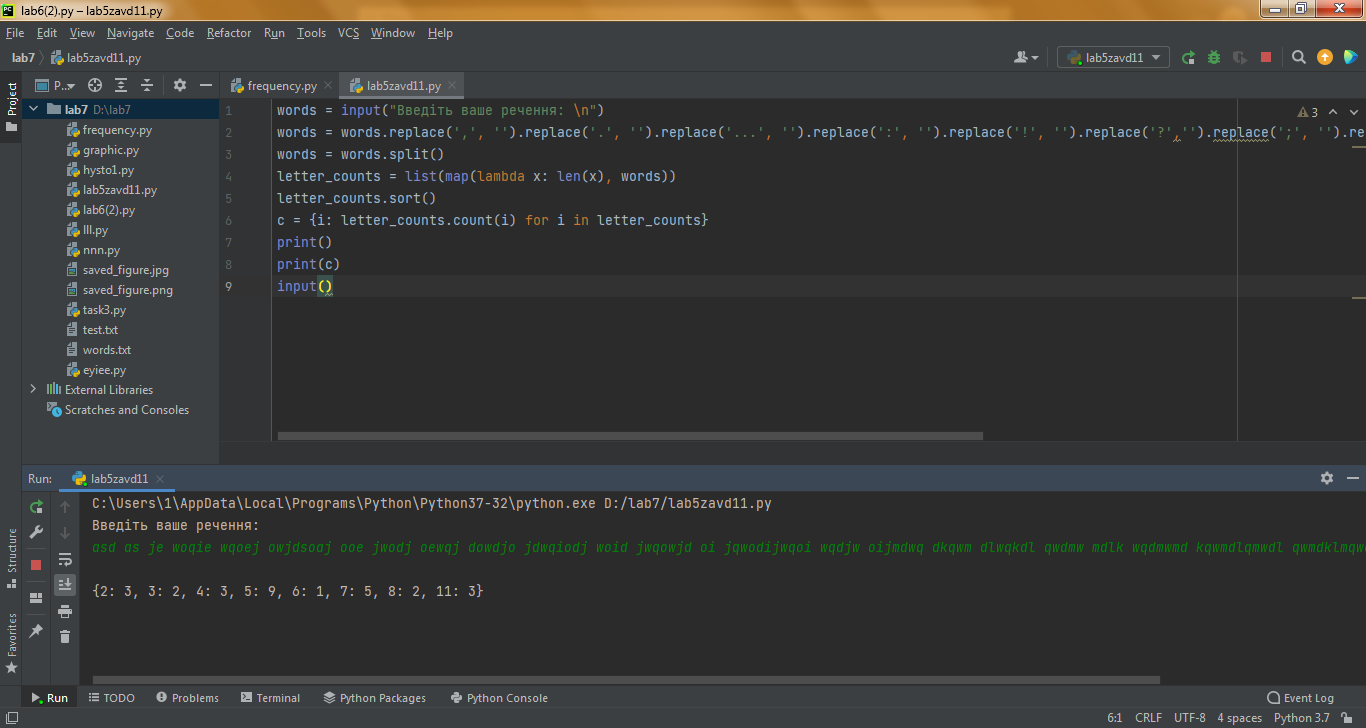 lab6(2).py – lab5zavd11.py
File Edit View Navigate Code Refactor Run Tools VCS Window Help
lab7 lab5zavd11.py
lab5zavd11
Project
P...
frequency.py
lab5zavd11.py
lab7 D:\lab7
frequency.py
graphic.py
hysto1.py
lab5zavd11.py
lab6(2).py
lll.py
nnn.py
saved_figure.jpg
saved_figure.png
task3.py
test.txt
words.txt
eyiee.py
External Libraries
Scratches and Consoles
3
1 words = input("Введіть ваше речення: \n")
2 words = words.replace(',', '').replace('.', '').replace('...', '').replace(':', '').replace('!', '').replace('?','').replace(';', '').re
3 words = words.split()
4 letter_counts = list(map(lambda x: len(x), words))
5 letter_counts.sort()
6 c = {i: letter_counts.count(i) for i in letter_counts}
7 print()
8 print(c)
9 input()
Run: lab5zavd11
C:\Users\1\AppData\Local\Programs\Python\Python37-32\python.exe D:/lab7/lab5zavd11.py
Введіть ваше речення:
asd as je woqie wqoej owjdsoaj ooe jwodj oewqj dowdjo jdwqiodj woid jwqowjd oi jqwodijwqoi wqdjw oijmdwq dkqwm dlwqkdl qwdmw mdlk wqdmwmd kqwmdlqmwdl qwmdklmqw
{2: 3, 3: 2, 4: 3, 5: 9, 6: 1, 7: 5, 8: 2, 11: 3}
Structure
Favorites
Run TODO Problems Terminal Python Packages Python Console Event Log
6:1 CRLF UTF-8 4 spaces Python 3.7